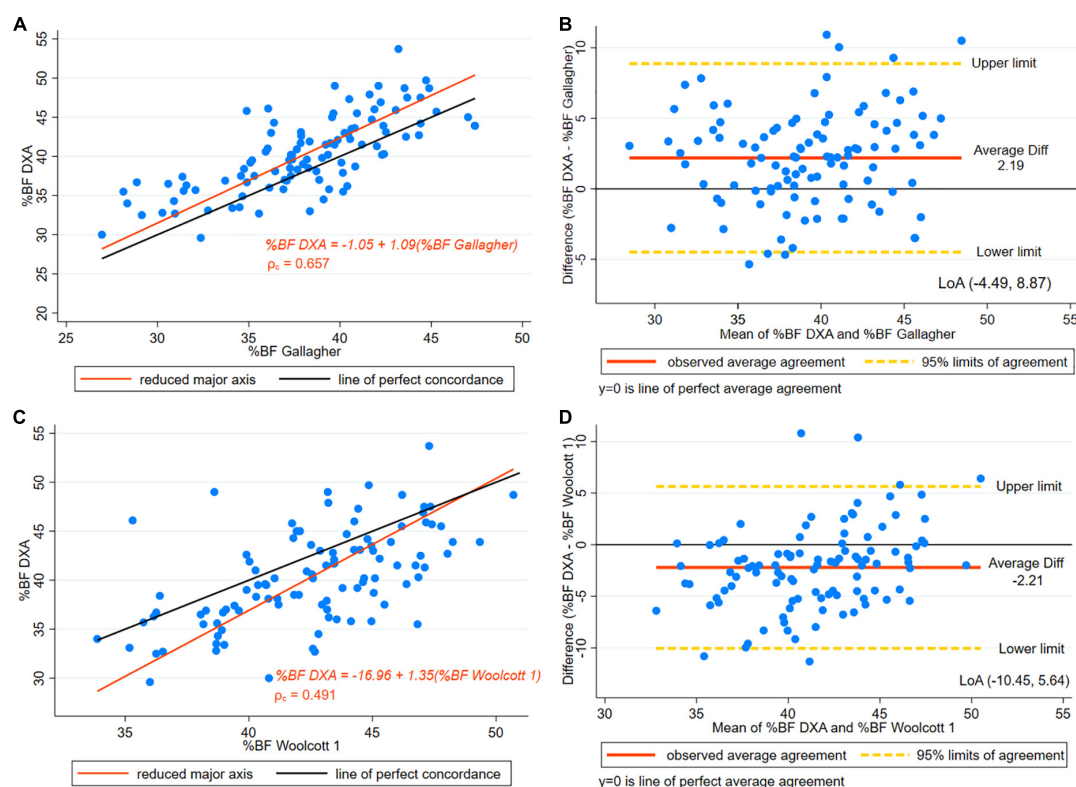 A
%BF DXA
55
50
45
40
35
30
20
25
30
35
40
45
50
%BF Gallagher
%BF DXA = -1.05 + 1.09(%BF Gallagher)
ρc = 0.657
reduced major axis
line of perfect concordance
B
Difference (%BF DXA - %BF Gallagher)
10
5
0
-5
30
35
40
45
50
55
Mean of %BF DXA and %BF Gallagher
Upper limit
Average Diff
2.19
Lower limit
LoA (-4.49, 8.87)
observed average agreement
95% limits of agreement
y=0 is line of perfect average agreement
C
%BF DXA
55
50
45
40
35
30
35
40
45
50
%BF Woolcott 1
%BF DXA = -16.96 + 1.35(%BF Woolcott 1)
ρc = 0.491
reduced major axis
line of perfect concordance
D
Difference (%BF DXA - %BF Woolcott 1)
10
5
0
-5
-10
30
35
40
45
50
55
Mean of %BF DXA and %BF Woolcott 1
Upper limit
Average Diff
-2.21
Lower limit
LoA (-10.45, 5.64)
observed average agreement
95% limits of agreement
y=0 is line of perfect average agreement